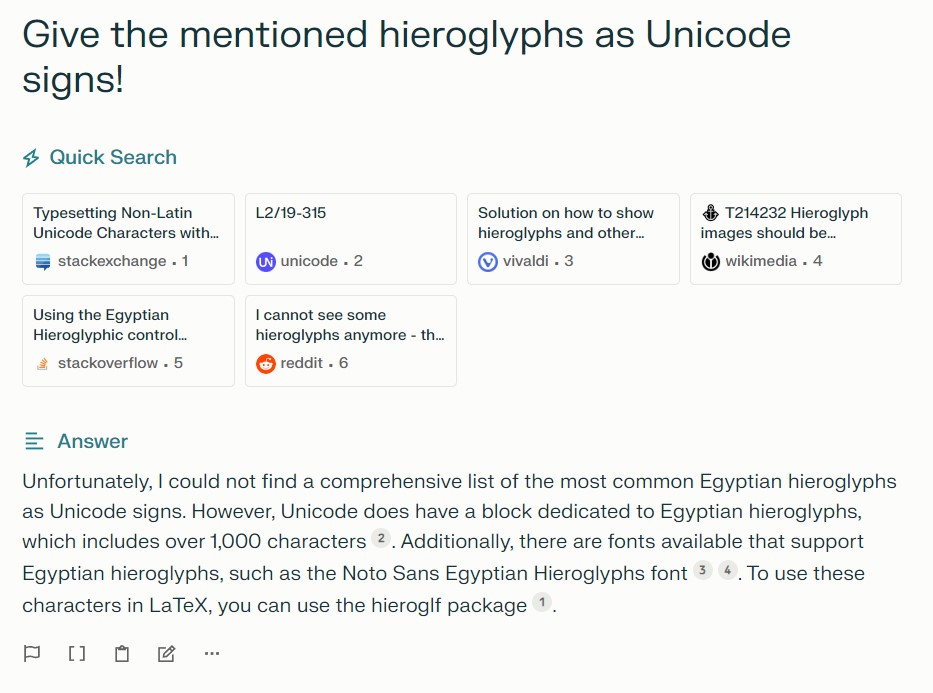 Give the mentioned hieroglyphs as Unicode
signs!
Quick Search
Typesetting Non-Latin
Unicode Characters with...
stackexchange · 1
L2/19-315
unicode · 2
Solution on how to show
hieroglyphs and other...
vivaldi · 3
T214232 Hieroglyph
images should be...
wikimedia · 4
Using the Egyptian
Hieroglyphic control...
stackoverflow · 5
I cannot see some
hieroglyphs anymore - th...
reddit · 6
Answer
Unfortunately, I could not find a comprehensive list of the most common Egyptian hieroglyphs
as Unicode signs. However, Unicode does have a block dedicated to Egyptian hieroglyphs,
which includes over 1,000 characters 2. Additionally, there are fonts available that support
Egyptian hieroglyphs, such as the Noto Sans Egyptian Hieroglyphs font 3 4. To use these
characters in LaTeX, you can use the hieroglf package 1.